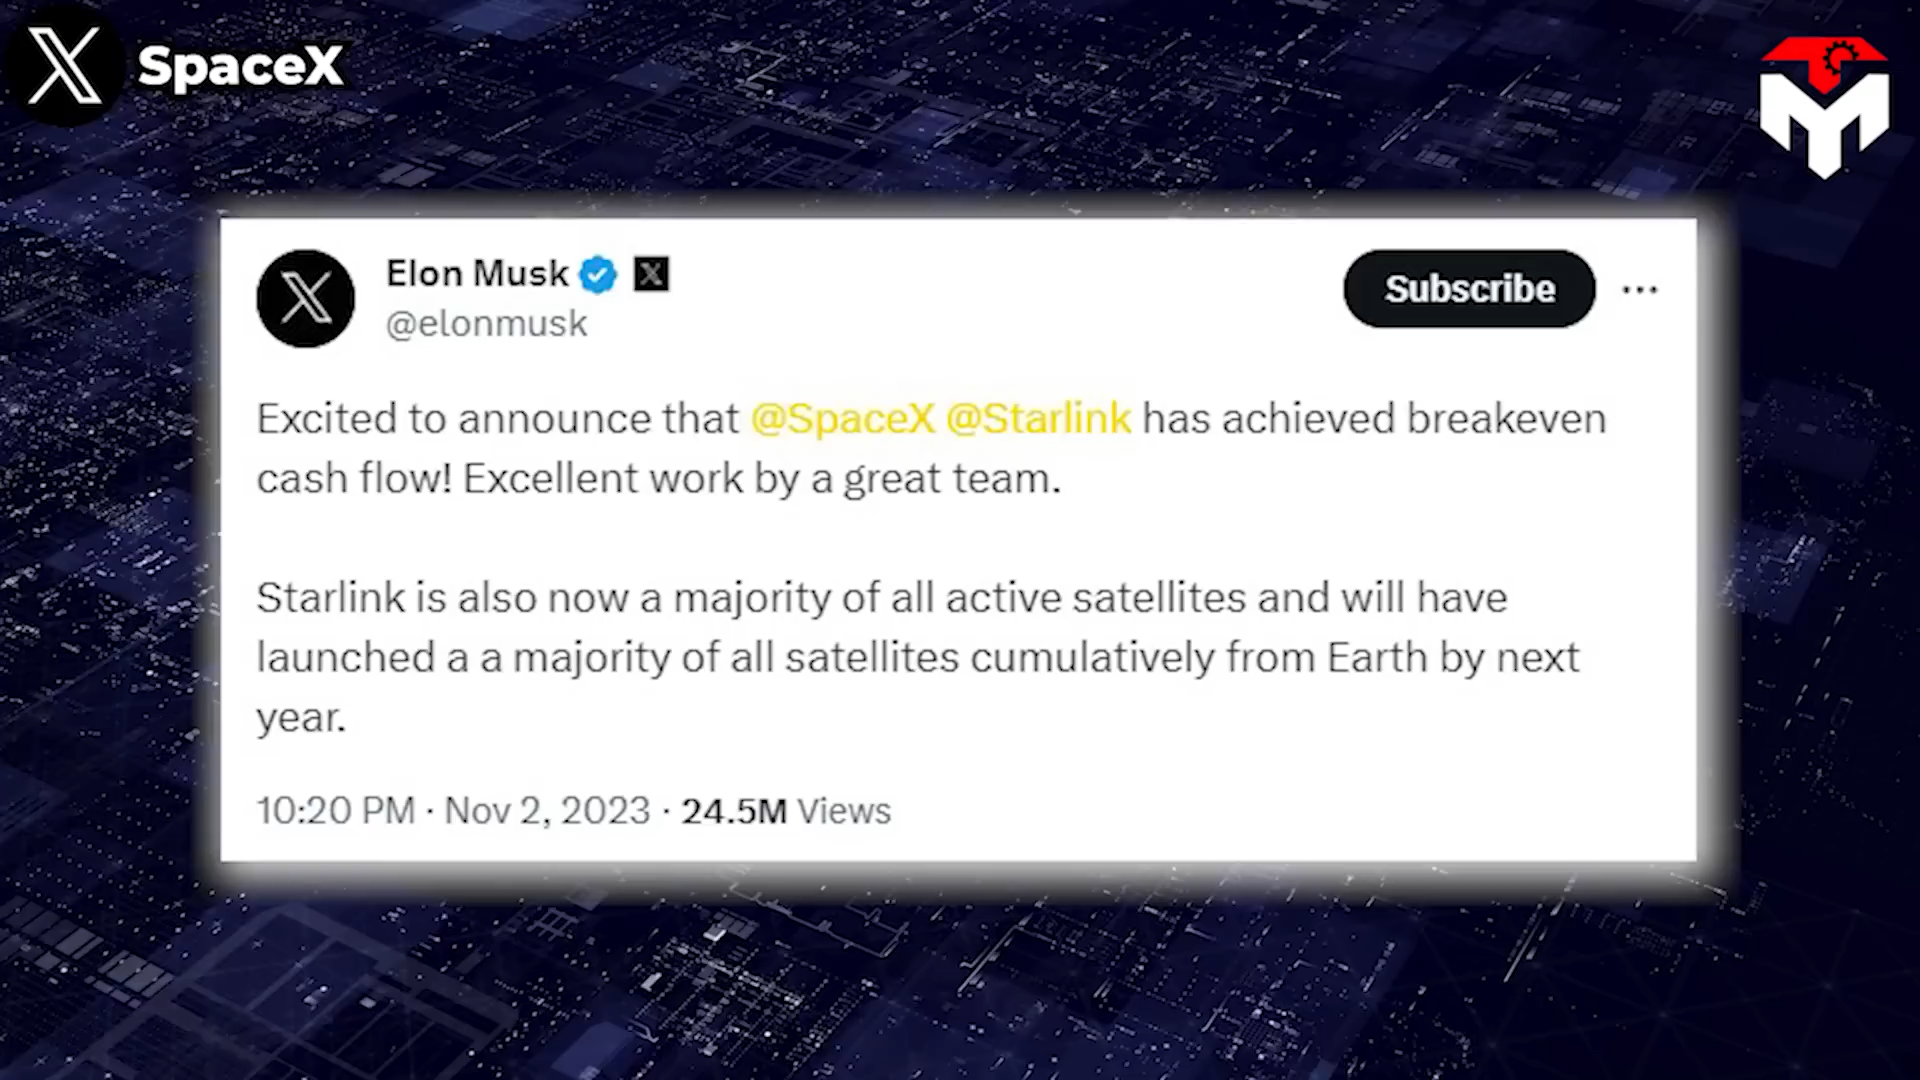 SpaceX
Elon Musk
@elonmusk
Subscribe
Excited to announce that @SpaceX @Starlink has achieved breakeven
cash flow! Excellent work by a great team.
Starlink is also now a majority of all active satellites and will have
launched a a majority of all satellites cumulatively from Earth by next
year.
10:20 PM · Nov 2, 2023 · 24.5M Views